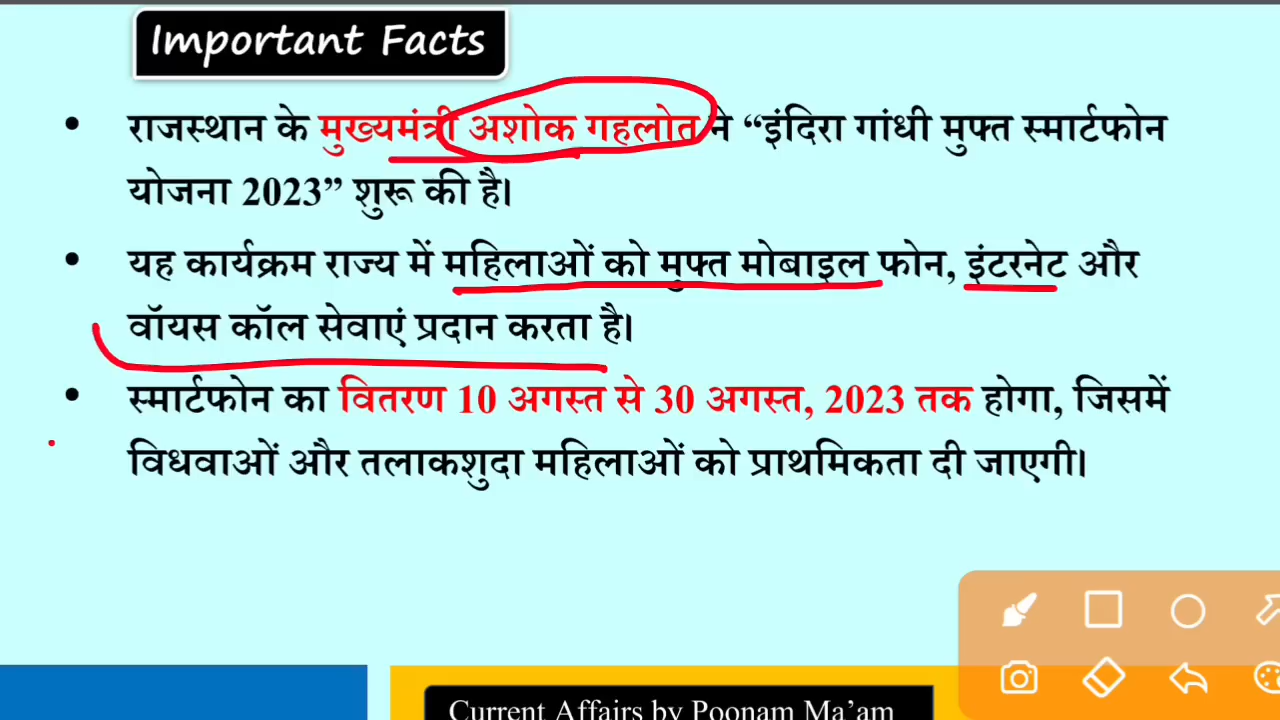 Important Facts
• राजस्थान के मुख्यमंत्री अशोक गहलोत ने “इंदिरा गांधी मुफ्त स्मार्टफोन
योजना 2023” शुरू की है।
• यह कार्यक्रम राज्य में महिलाओं को मुफ्त मोबाइल फोन, इंटरनेट और
वॉयस कॉल सेवाएं प्रदान करता है।
• स्मार्टफोन का वितरण 10 अगस्त से 30 अगस्त, 2023 तक होगा, जिसमें
विधवाओं और तलाकशुदा महिलाओं को प्राथमिकता दी जाएगी।
Current Affairs by Poonam Ma’am